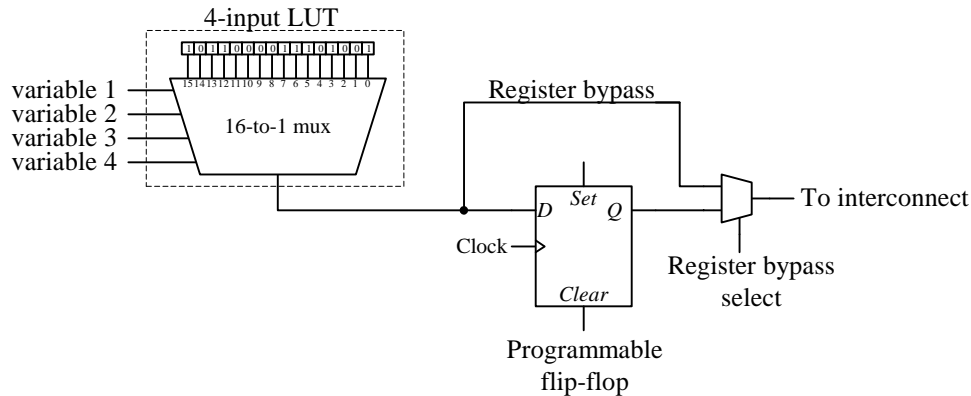 4-input LUT
1 0 1 1 0 0 0 0 1 1 1 0 1 0 0 1
15 14 13 12 11 10 9 8 7 6 5 4 3 2 1 0
variable 1
variable 2
variable 3
variable 4
16-to-1 mux
Register bypass
Set
D
Q
To interconnect
Clock
Register bypass
select
Clear
Programmable
flip-flop